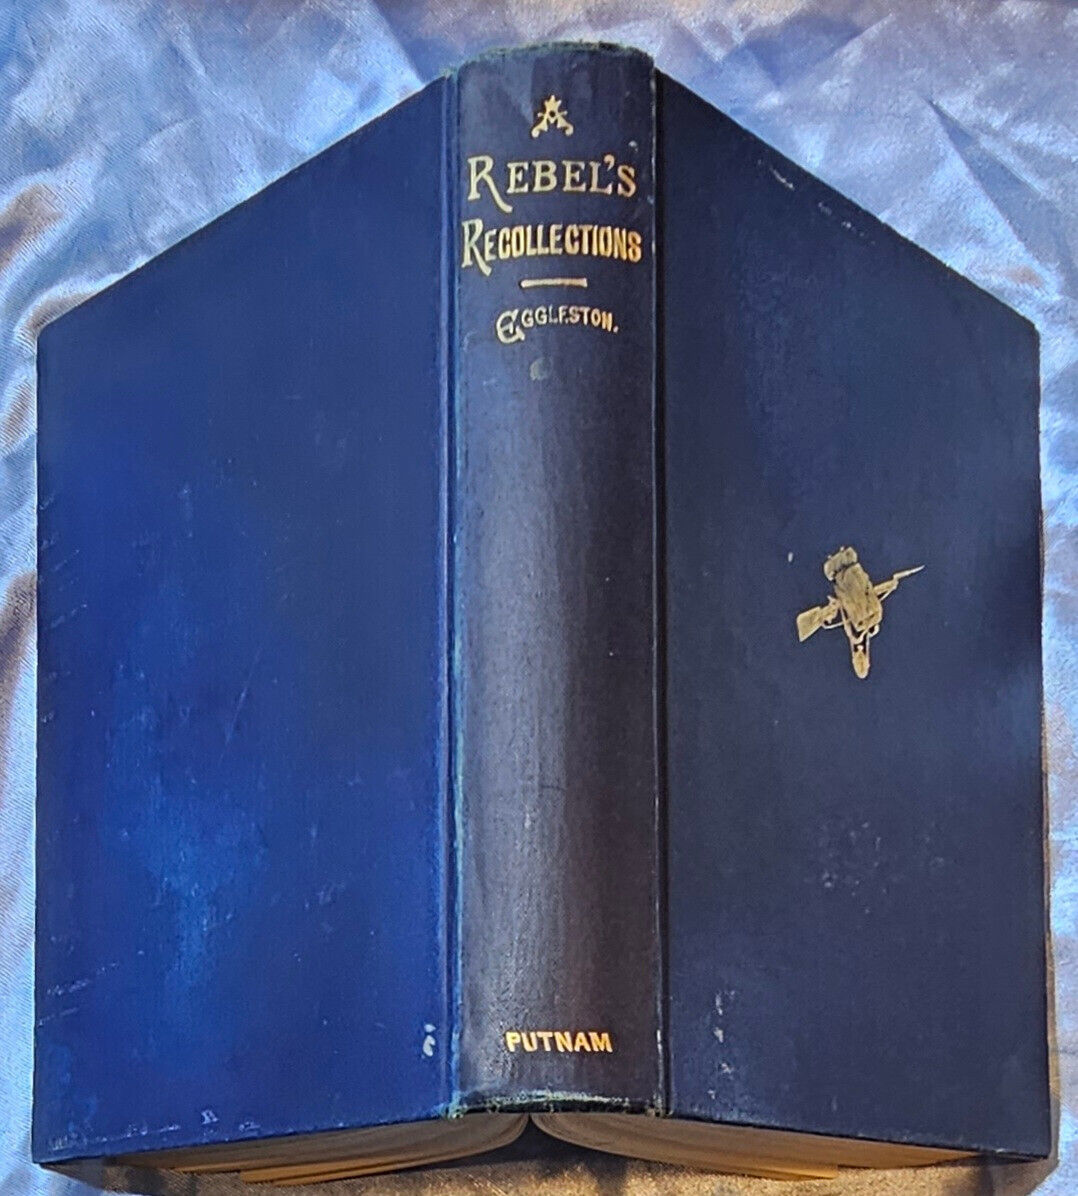 A
REBEL'S
RECOLLECTIONS
EGGLESTON.
PUTNAM